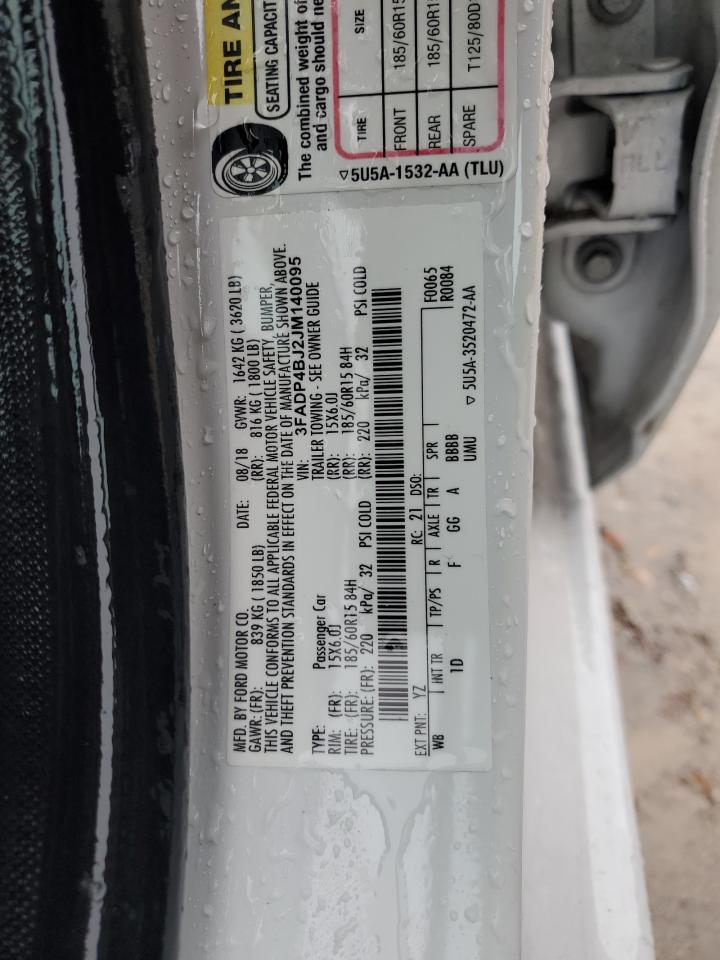 TIRE AN
SEATING CAPACIT
The combined weight of
and cargo should ne
TIRE SIZE
FRONT 185/60R15
REAR 185/60R15
SPARE T125/80D
5U5A-1532-AA (TLU)
MFD. BY FORD MOTOR CO. DATE: 08/18 GVWR: 1642 KG ( 3620 LB)
GAWR:(FR): 839 KG ( 1850 LB) (RR): 816 KG ( 1800 LB)
THIS VEHICLE CONFORMS TO ALL APPLICABLE FEDERAL MOTOR VEHICLE SAFETY, BUMPER,
AND THEFT PREVENTION STANDARDS IN EFFECT ON THE DATE OF MANUFACTURE SHOWN ABOVE.
VIN: 3FADP4BJ2JM140095
TYPE: Passenger Car TRAILER TOWING - SEE OWNER GUIDE
RIM: (FR): 15X6.0J (RR): 15X6.0J
TIRE: (FR): 185/60R15 84H (RR): 185/60R15 84H
PRESSURE: (FR): 220 kPa/ 32 PSI COLD (RR): 220 kPa/ 32 PSI COLD
EXT PNT: YZ RC: 21 DSO: F0065
R0084
WB INT TR TP/PS R AXLE TR SPR
1D F GG A BBBB
UMU
5U5A-3520472-AA